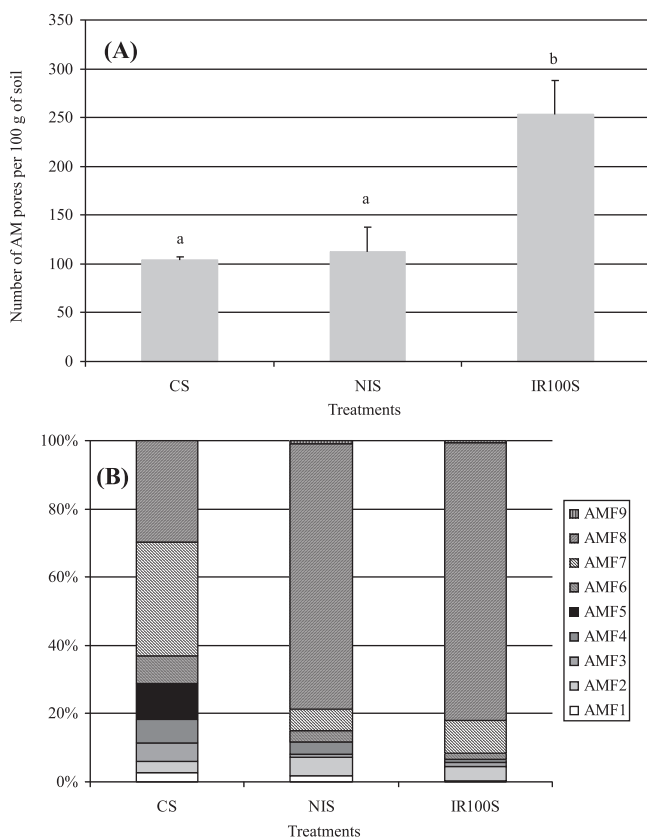 350
(A)
300
b
250
200
a
150
a
100
50
0
Number of AM pores per 100 g of soil
CS NIS IR100S
Treatments
100%
(B)
80%
60%
40%
20%
0%
AMF9
AMF8
AMF7
AMF6
AMF5
AMF4
AMF3
AMF2
AMF1
CS NIS IR100S
Treatments